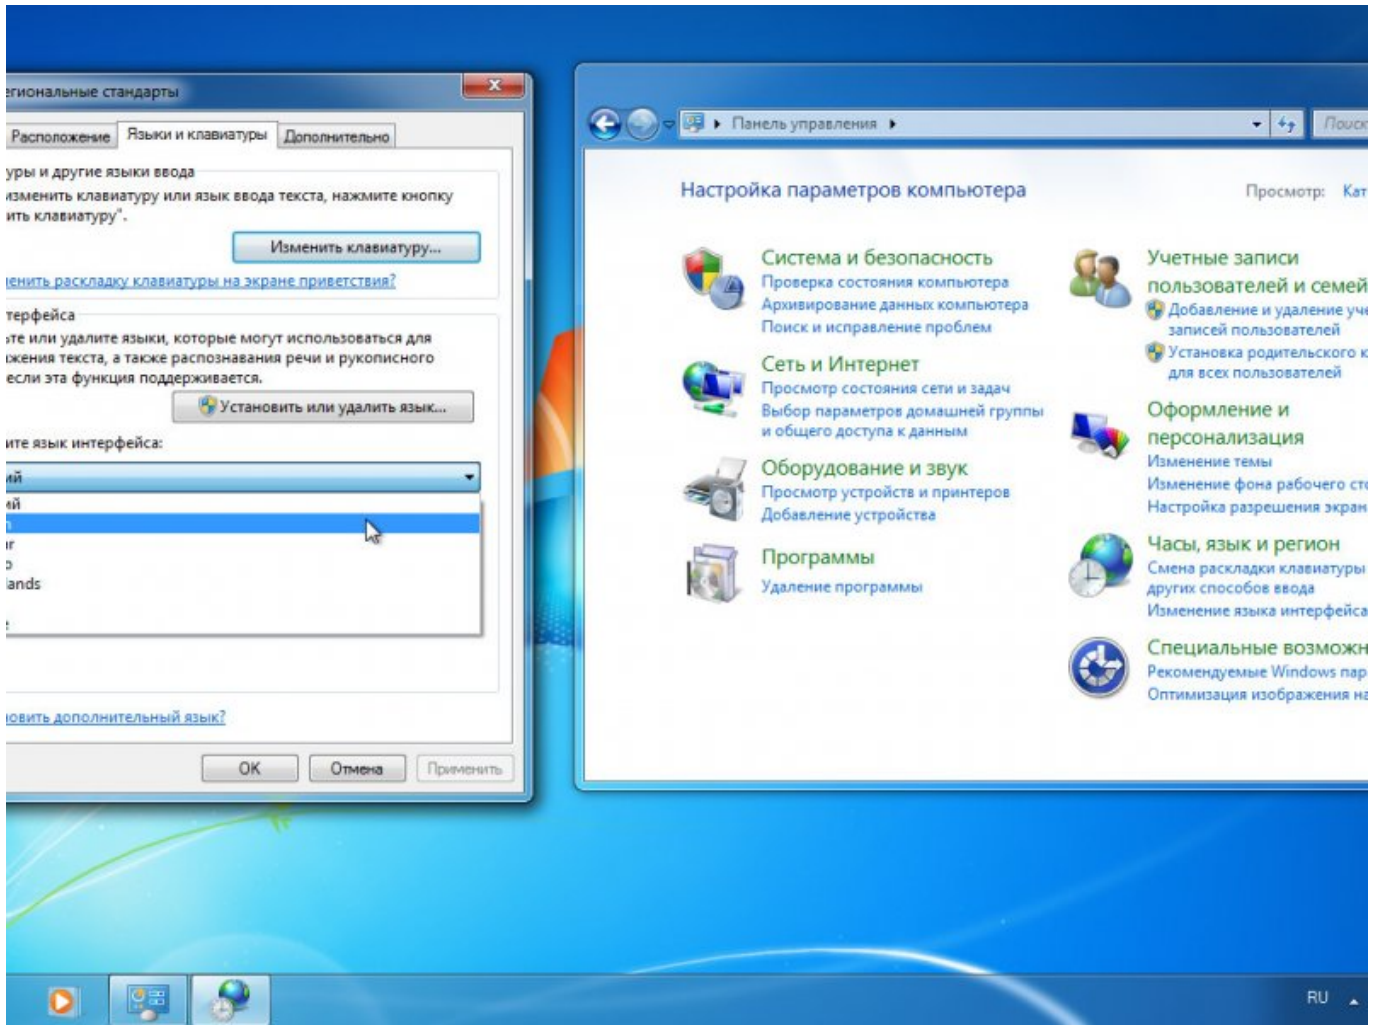 егиональные стандарты
Расположение Языки и клавиатуры Дополнительно
уры и другие языки ввода
изменить клавиатуру или язык ввода текста, нажмите кнопку
ить клавиатуру".
Изменить клавиатуру...
енить раскладку клавиатуры на экране приветствия?
терфейса
ьте или удалите языки, которые могут использоваться для
жения текста, а также распознавания речи и рукописного
если эта функция поддерживается.
Установить или удалить язык...
ите язык интерфейса:
ий
ий
ar
lands
овить дополнительный язык?
OK Отмена Применить
Панель управления
Поиск
Настройка параметров компьютера
Просмотр: Кат
Система и безопасность
Проверка состояния компьютера
Архивирование данных компьютера
Поиск и исправление проблем
Сеть и Интернет
Просмотр состояния сети и задач
Выбор параметров домашней группы
и общего доступа к данным
Оборудование и звук
Просмотр устройств и принтеров
Добавление устройства
Программы
Удаление программы
Учетные записи
пользователей и семей
Добавление и удаление уче
записей пользователей
Установка родительского к
для всех пользователей
Оформление и
персонализация
Изменение темы
Изменение фона рабочего сто
Настройка разрешения экран
Часы, язык и регион
Смена раскладки клавиатуры
других способов ввода
Изменение языка интерфейса
Специальные возможн
Рекомендуемые Windows пар
Оптимизация изображения на
RU